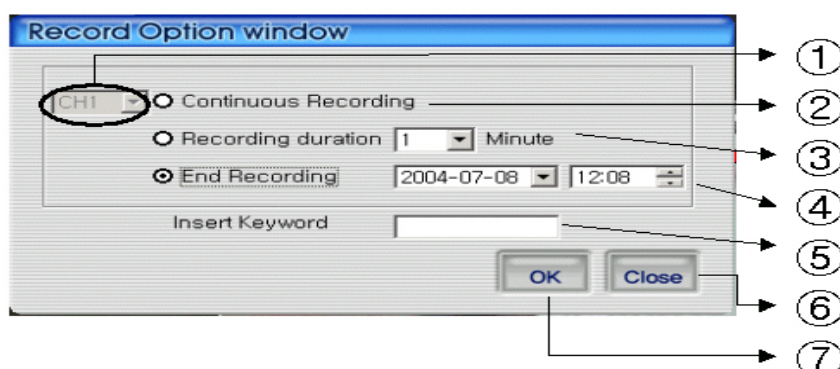 Record Option window
①
CH1 Continuous Recording
②
Recording duration 1 Minute
③
End Recording 2004-07-08 12:08
④
Insert Keyword
⑤
OK Close
⑥
⑦